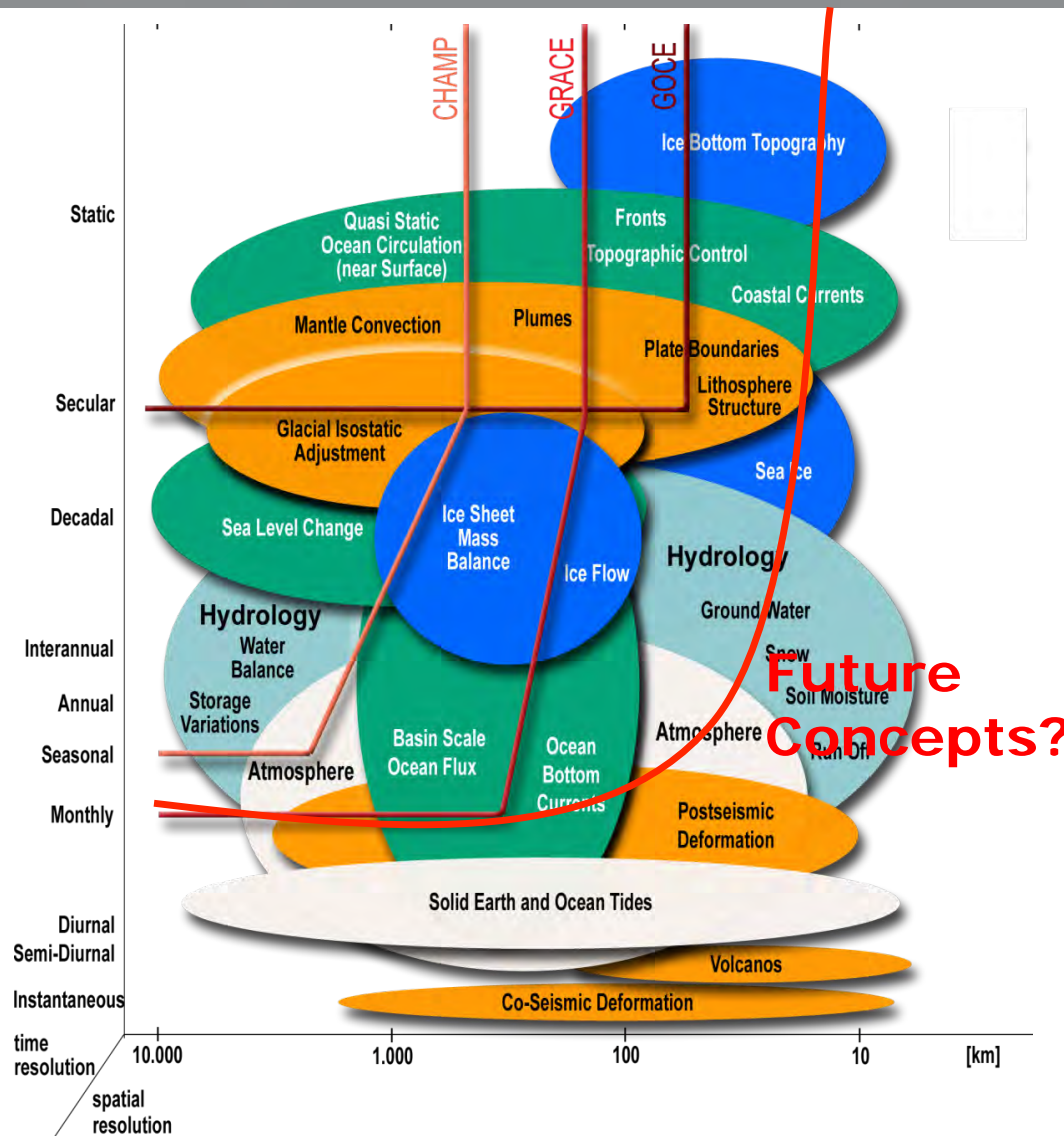 CHAMP
GRACE
GOCE
Ice Bottom Topography
Static
Quasi Static
Ocean Circulation
(near Surface)
Fronts
Topographic Control
Coastal Currents
Mantle Convection
Plumes
Plate Boundaries
Lithosphere
Structure
Secular
Glacial Isostatic
Adjustment
Sea Ice
Decadal
Sea Level Change
Ice Sheet
Mass
Balance
Ice Flow
Hydrology
Ground Water
Snow
Soil Moisture
Run Off
Future
Concepts?
Interannual
Hydrology
Water
Balance
Annual
Storage
Variations
Seasonal
Atmosphere
Basin Scale
Ocean Flux
Ocean
Bottom
Currents
Atmosphere
Monthly
Postseismic
Deformation
Solid Earth and Ocean Tides
Diurnal
Semi-Diurnal
Volcanos
Instantaneous
Co-Seismic Deformation
time
resolution
10.000
1.000
100
10
[km]
spatial
resolution